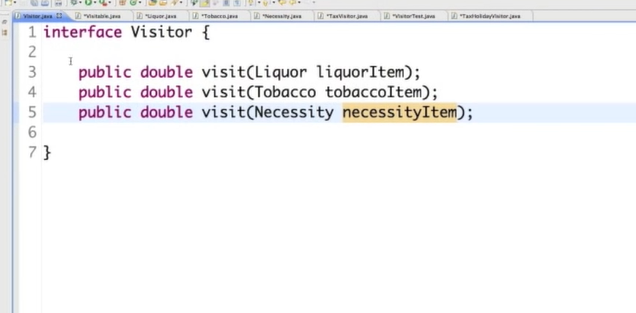 Visitor.java *Visitable.java *Liquor.java *Tobacco.java *Necessity.java *TaxVisitor.java *VisitorTest.java *TaxHolidayVisitor.java
1 interface Visitor {
2
3 public double visit(Liquor liquorItem);
4 public double visit(Tobacco tobaccoItem);
5 public double visit(Necessity necessityItem);
6
7 }